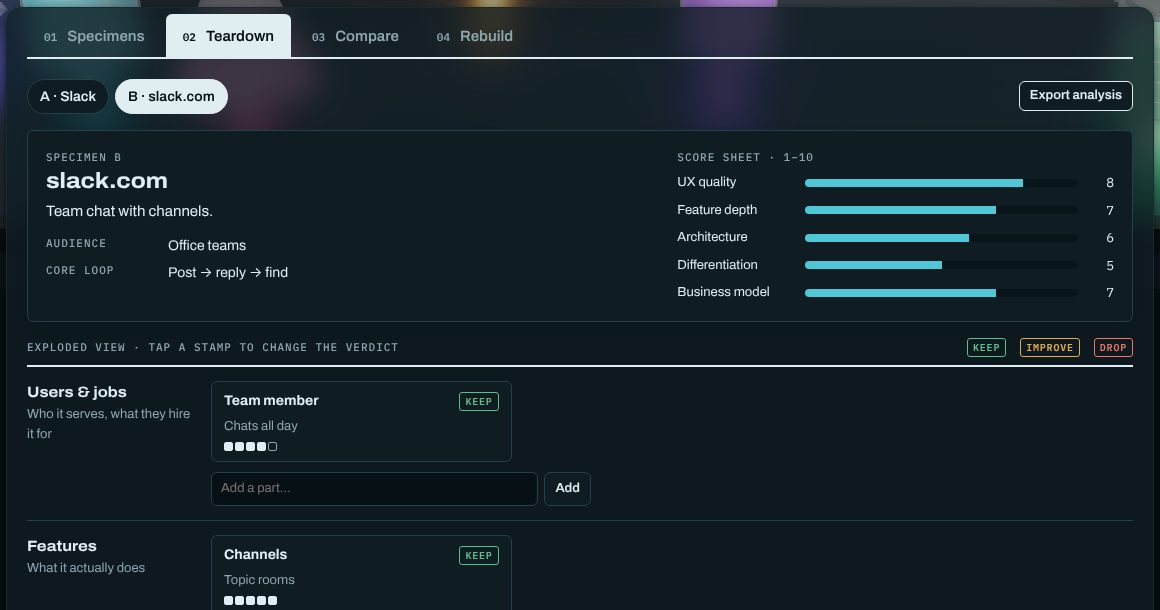 01 Specimens
02 Teardown
03 Compare
04 Rebuild
A · Slack
B · slack.com
Export analysis
SPECIMEN B
slack.com
Team chat with channels.
AUDIENCE Office teams
CORE LOOP Post → reply → find
SCORE SHEET · 1–10
UX quality 8
Feature depth 7
Architecture 6
Differentiation 5
Business model 7
EXPLODED VIEW · TAP A STAMP TO CHANGE THE VERDICT
KEEP IMPROVE DROP
Users & jobs
Who it serves, what they hire
it for
Team member KEEP
Chats all day
Add a part...
Add
Features
What it actually does
Channels KEEP
Topic rooms